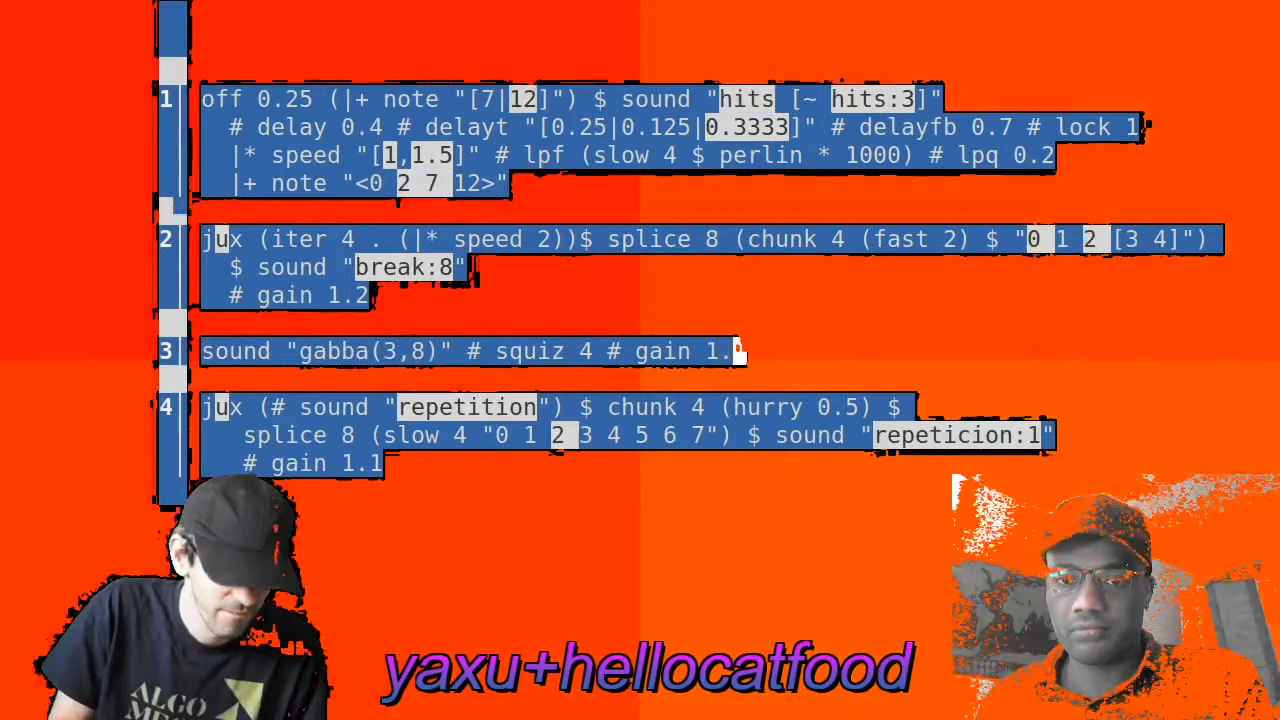 1 off 0.25 (|+ note "[7|12]") $ sound "hits [~ hits:3]"
# delay 0.4 # delayt "[0.25|0.125|0.3333]" # delayfb 0.7 # lock 1
|* speed "[1,1.5]" # lpf (slow 4 $ perlin * 1000) # lpq 0.2
|+ note "<0 2 7 12>"
2 jux (iter 4 . (|* speed 2))$ splice 8 (chunk 4 (fast 2) $ "0 1 2 [3 4]")
$ sound "break:8"
# gain 1.2
3 sound "gabba(3,8)" # squiz 4 # gain 1.
4 jux (# sound "repetition") $ chunk 4 (hurry 0.5) $
splice 8 (slow 4 "0 1 2 3 4 5 6 7") $ sound "repeticion:1"
# gain 1.1
ALGO
yaxu+hellocatfood